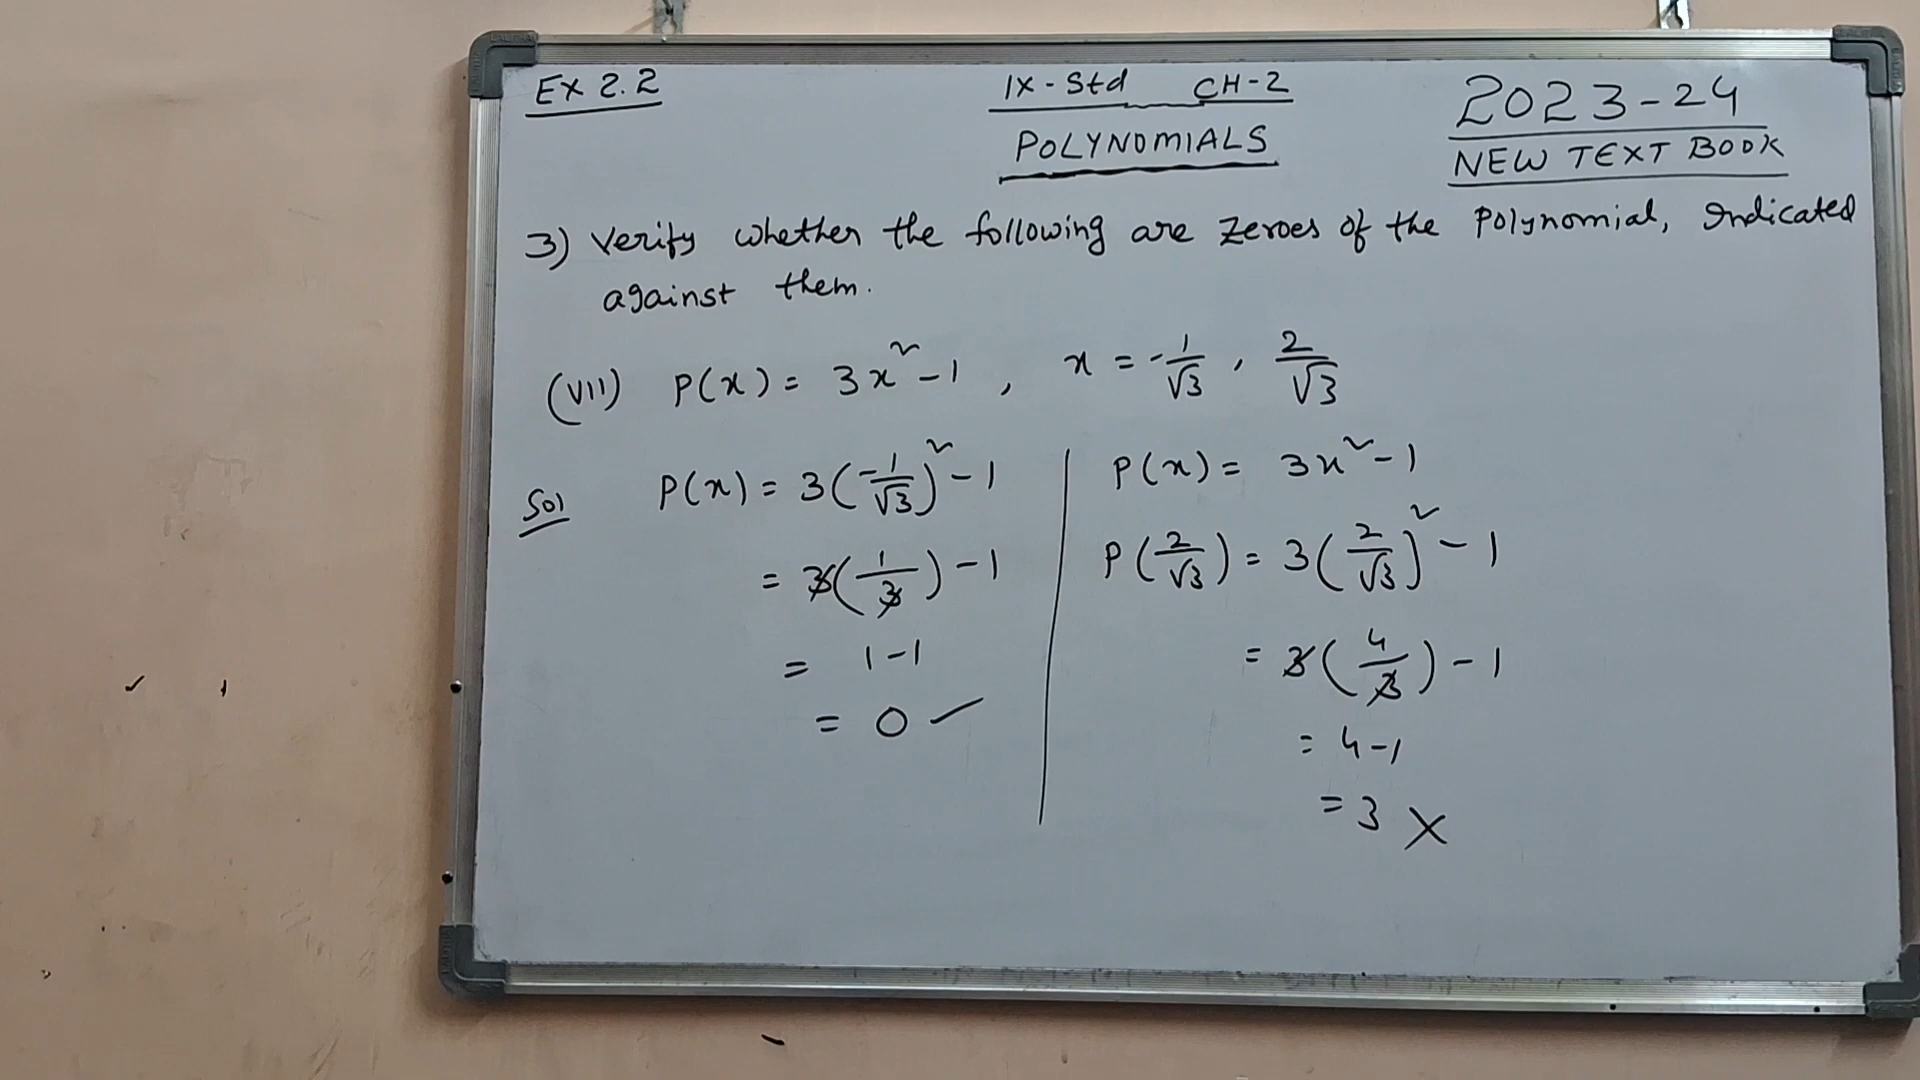 EX 2.2
IX - Std CH-2
POLYNOMIALS
2023-24
NEW TEXT BOOK
3) Verify whether the following are zeroes of the Polynomial, Indicated
against them.
(VII) P(x) = 3x² - 1 , x = -1/√3 , 2/√3
Sol P(x) = 3(-1/√3)² - 1
= 3(1/3) - 1
= 1 - 1
= 0 ✓
P(x) = 3x² - 1
P(2/√3) = 3(2/√3)² - 1
= 3(4/3) - 1
= 4 - 1
= 3 X